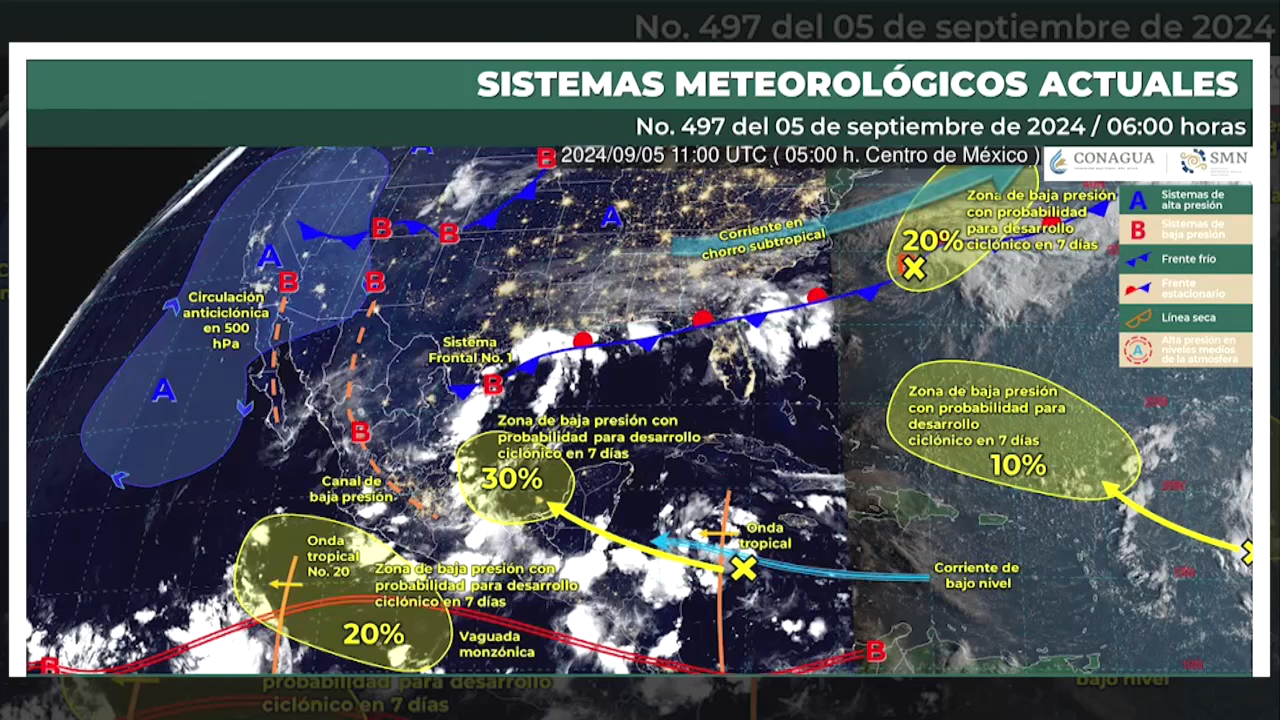 No. 497 del 05 de septiembre de 2024
SISTEMAS METEOROLÓGICOS ACTUALES
No. 497 del 05 de septiembre de 2024 / 06:00 horas
2024/09/05 11:00 UTC ( 05:00 h. Centro de México )
CONAGUA
SMN
A
B
A
Sistemas de
alta presión
B
Sistemas de
baja presión
Frente frío
Frente
estacionario
Línea seca
A
Alta presión en
niveles medios
de la atmosfera
Zona de baja presión
con probabilidad
para desarrollo
ciclónico en 7 días
20%
Corriente en
chorro subtropical
A
B
B
A
B
B
Circulación
anticiclónica
en 500
hPa
A
Sistema
Frontal No. 1
B
B
Zona de baja presión con
probabilidad para desarrollo
ciclónico en 7 días
30%
Zona de baja presión
con probabilidad para
desarrollo
ciclónico en 7 días
10%
Canal de
baja presión
Onda
tropical
Onda
tropical
No. 20
Zona de baja presión con
probabilidad para desarrollo
ciclónico en 7 días
20%
Corriente de
bajo nivel
Vaguada
monzónica
B
B
probabilidad para desarrollo
ciclónico en 7 días
bajo nivel